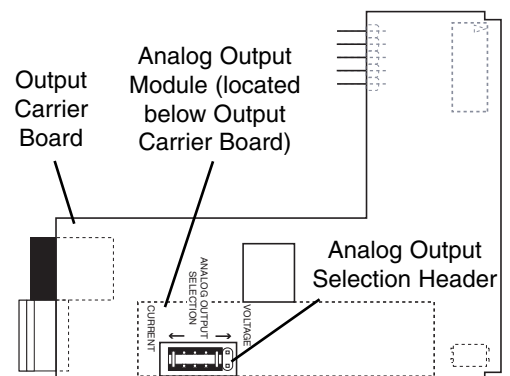 Output
Carrier
Board
Analog Output
Module (located
below Output
Carrier Board)
Analog Output
Selection Header
CURRENT
ANALOG OUTPUT
SELECTION
VOLTAGE